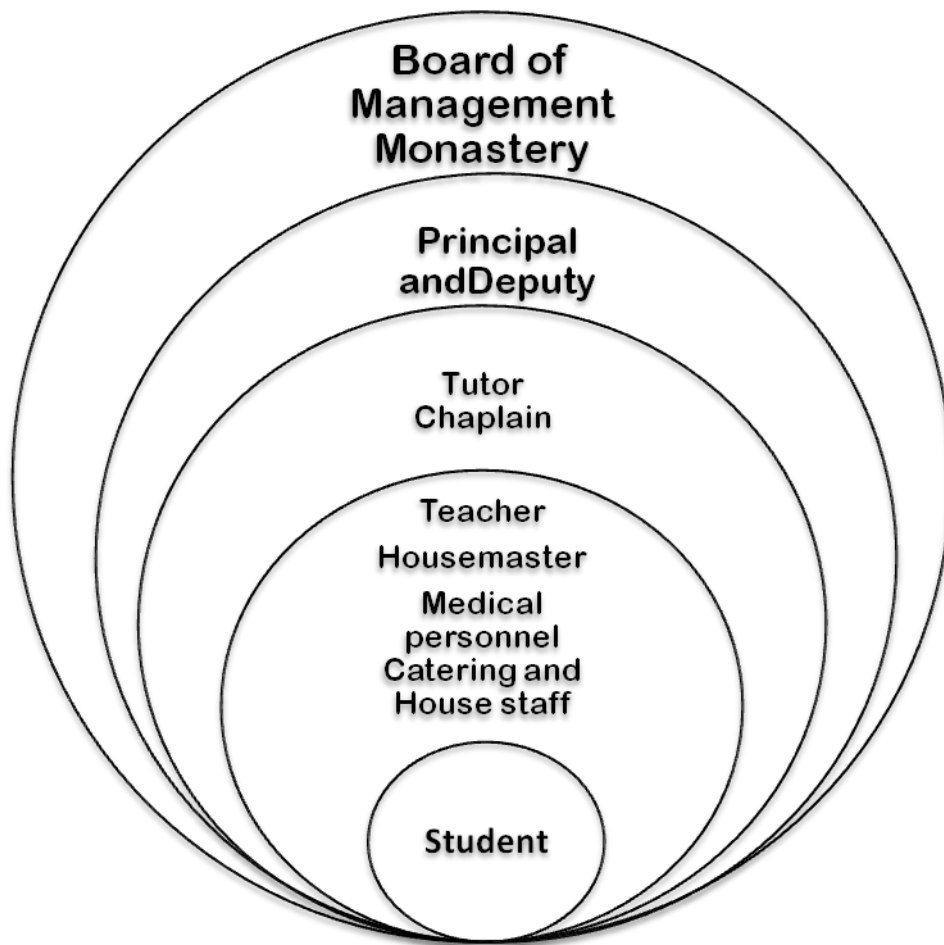 Board of
Management
Monastery
Principal
andDeputy
Tutor
Chaplain
Teacher
Housemaster
Medical
personnel
Catering and
House staff
Student